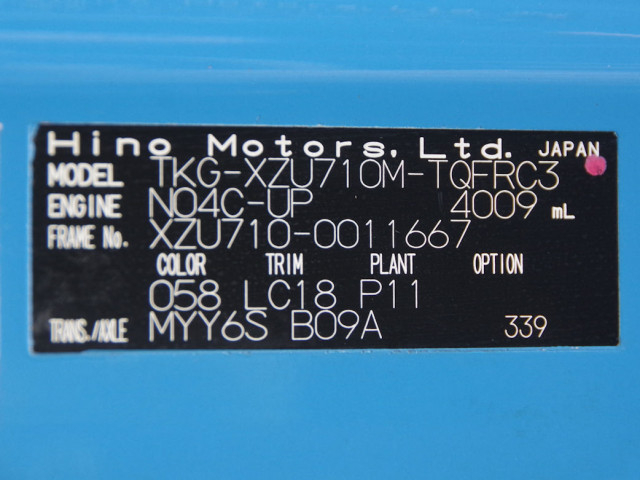 Hino Motors, Ltd. JAPAN
MODEL TKG-XZU710M-TQFRC3
ENGINE N04C-UP 4009 mL
FRAME No. XZU710-0011667
COLOR TRIM PLANT OPTION
058 LC18 P11
TRANS./AXLE MYY6S B09A 339